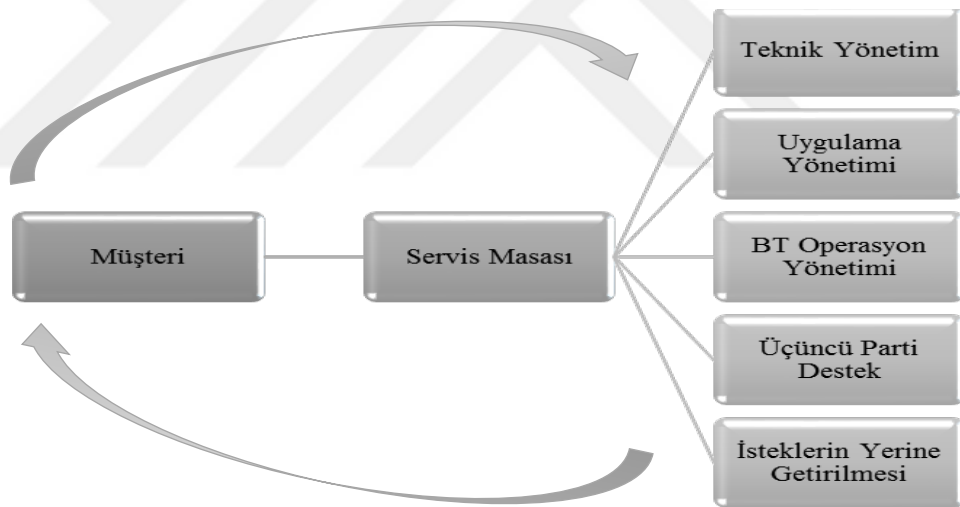 Müşteri
Servis Masası
Teknik Yönetim
Uygulama
Yönetimi
BT Operasyon
Yönetimi
Üçüncü Parti
Destek
İsteklerin Yerine
Getirilmesi